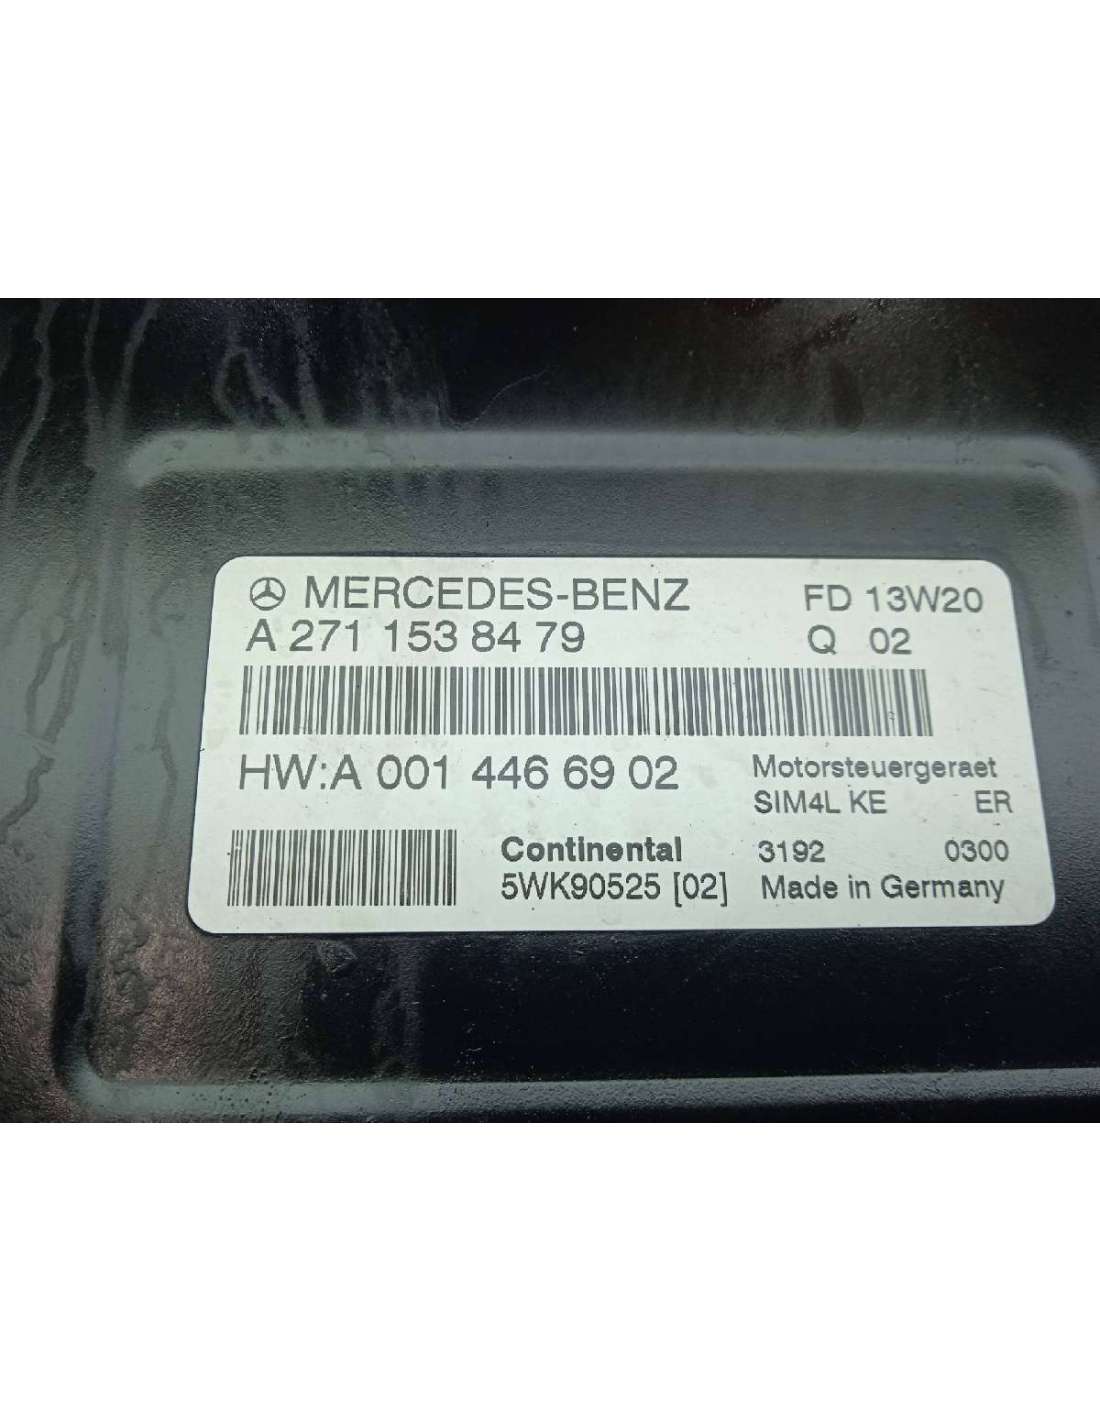 MERCEDES-BENZ FD 13W20
A 271 153 84 79 Q 02
HW:A 001 446 69 02 Motorsteuergeraet
SIM4L KE ER
Continental 3192 0300
5WK90525 [02] Made in Germany